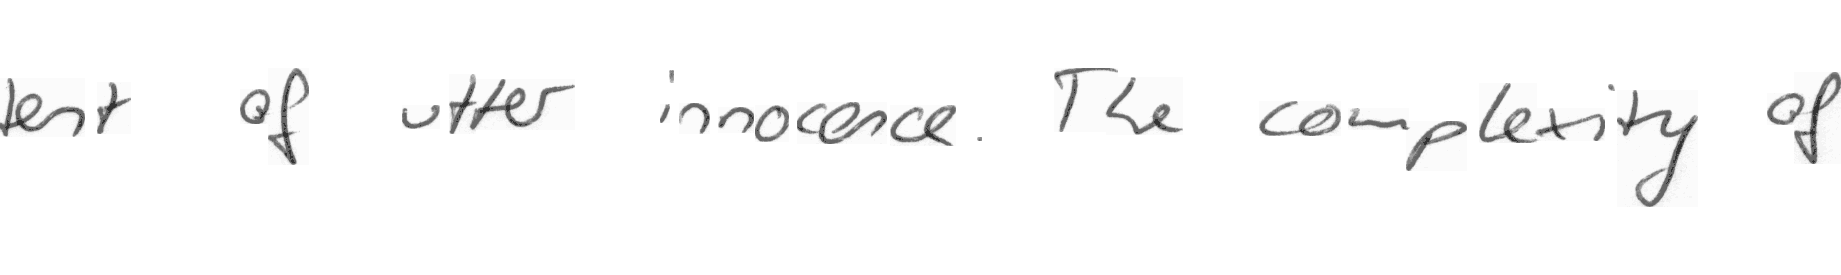 tent of utter innocence. The complexity of